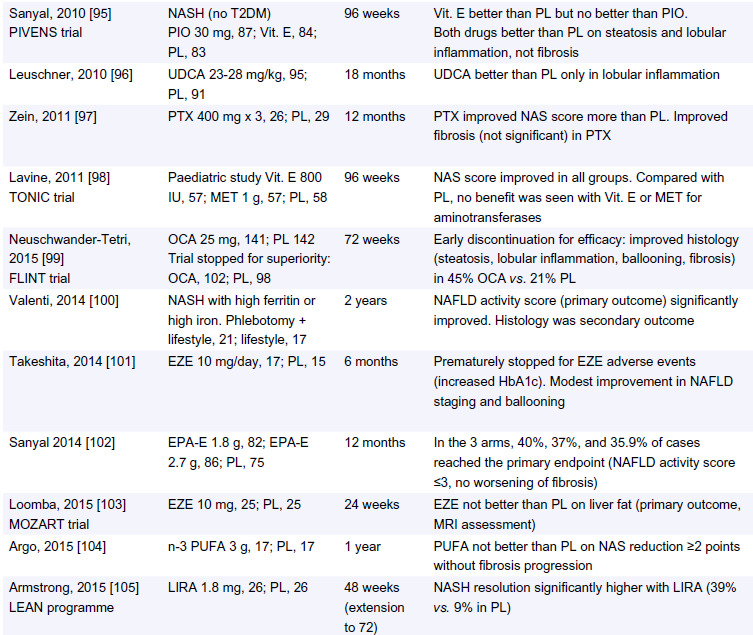 Sanyal, 2010 [95]
PIVENS trial
NASH (no T2DM)
PIO 30 mg, 87; Vit. E, 84;
PL, 83
96 weeks
Vit. E better than PL but no better than PIO.
Both drugs better than PL on steatosis and lobular
inflammation, not fibrosis
Leuschner, 2010 [96]
UDCA 23-28 mg/kg, 95;
PL, 91
18 months
UDCA better than PL only in lobular inflammation
Zein, 2011 [97]
PTX 400 mg x 3, 26; PL, 29
12 months
PTX improved NAS score more than PL. Improved
fibrosis (not significant) in PTX
Lavine, 2011 [98]
TONIC trial
Paediatric study Vit. E 800
IU, 57; MET 1 g, 57; PL, 58
96 weeks
NAS score improved in all groups. Compared with
PL, no benefit was seen with Vit. E or MET for
aminotransferases
Neuschwander-Tetri,
2015 [99]
FLINT trial
OCA 25 mg, 141; PL 142
Trial stopped for superiority:
OCA, 102; PL, 98
72 weeks
Early discontinuation for efficacy: improved histology
(steatosis, lobular inflammation, ballooning, fibrosis)
in 45% OCA vs. 21% PL
Valenti, 2014 [100]
NASH with high ferritin or
high iron. Phlebotomy +
lifestyle, 21; lifestyle, 17
2 years
NAFLD activity score (primary outcome) significantly
improved. Histology was secondary outcome
Takeshita, 2014 [101]
EZE 10 mg/day, 17; PL, 15
6 months
Prematurely stopped for EZE adverse events
(increased HbA1c). Modest improvement in NAFLD
staging and ballooning
Sanyal 2014 [102]
EPA-E 1.8 g, 82; EPA-E
2.7 g, 86; PL, 75
12 months
In the 3 arms, 40%, 37%, and 35.9% of cases
reached the primary endpoint (NAFLD activity score
≤3, no worsening of fibrosis)
Loomba, 2015 [103]
MOZART trial
EZE 10 mg, 25; PL, 25
24 weeks
EZE not better than PL on liver fat (primary outcome,
MRI assessment)
Argo, 2015 [104]
n-3 PUFA 3 g, 17; PL, 17
1 year
PUFA not better than PL on NAS reduction ≥2 points
without fibrosis progression
Armstrong, 2015 [105]
LEAN programme
LIRA 1.8 mg, 26; PL, 26
48 weeks
(extension
to 72)
NASH resolution significantly higher with LIRA (39%
vs. 9% in PL)